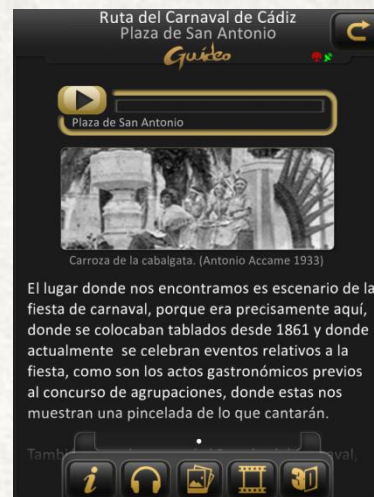 Ruta del Carnaval de Cádiz
Plaza de San Antonio
Guideo
Plaza de San Antonio
Carroza de la cabalgata. (Antonio Accame 1933)
El lugar donde nos encontramos es escenario de la
fiesta de carnaval, porque era precisamente aquí,
donde se colocaban tablados desde 1861 y donde
actualmente se celebran eventos relativos a la
fiesta, como son los actos gastronómicos previos
al concurso de agrupaciones, donde estas nos
muestran una pincelada de lo que cantarán.
i
3D